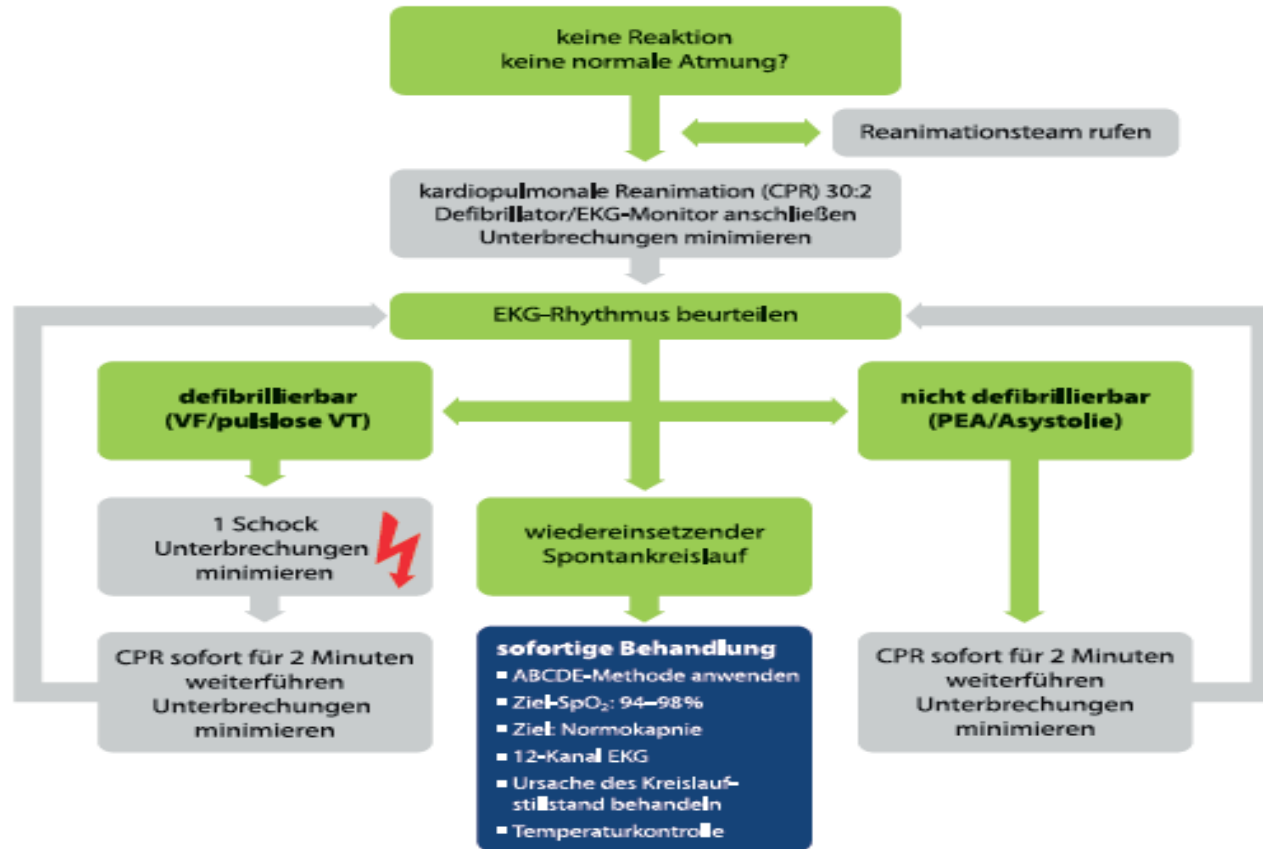 keine Reaktion
keine normale Atmung?
Reanimationsteam rufen
kardiopulmonale Reanimation (CPR) 30:2
Defibrillator/EKG-Monitor anschließen
Unterbrechungen minimieren
EKG-Rhythmus beurteilen
defibrillierbar
(VF/pulslose VT)
nicht defibrillierbar
(PEA/Asystolie)
1 Schock
Unterbrechungen
minimieren
wiedereinsetzender
Spontankreislauf
CPR sofort für 2 Minuten
weiterführen
Unterbrechungen
minimieren
sofortige Behandlung
▪ ABCDE-Methode anwenden
▪ Ziel-SpO₂: 94–98%
▪ Ziel: Normokapnie
▪ 12-Kanal EKG
▪ Ursache des Kreislauf-
stillstand behandeln
▪ Temperaturkontrolle
CPR sofort für 2 Minuten
weiterführen
Unterbrechungen
minimieren